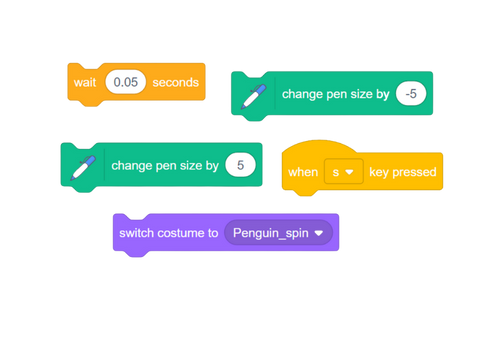 wait 0.05 seconds
change pen size by -5
change pen size by 5
when s key pressed
switch costume to Penguin_spin